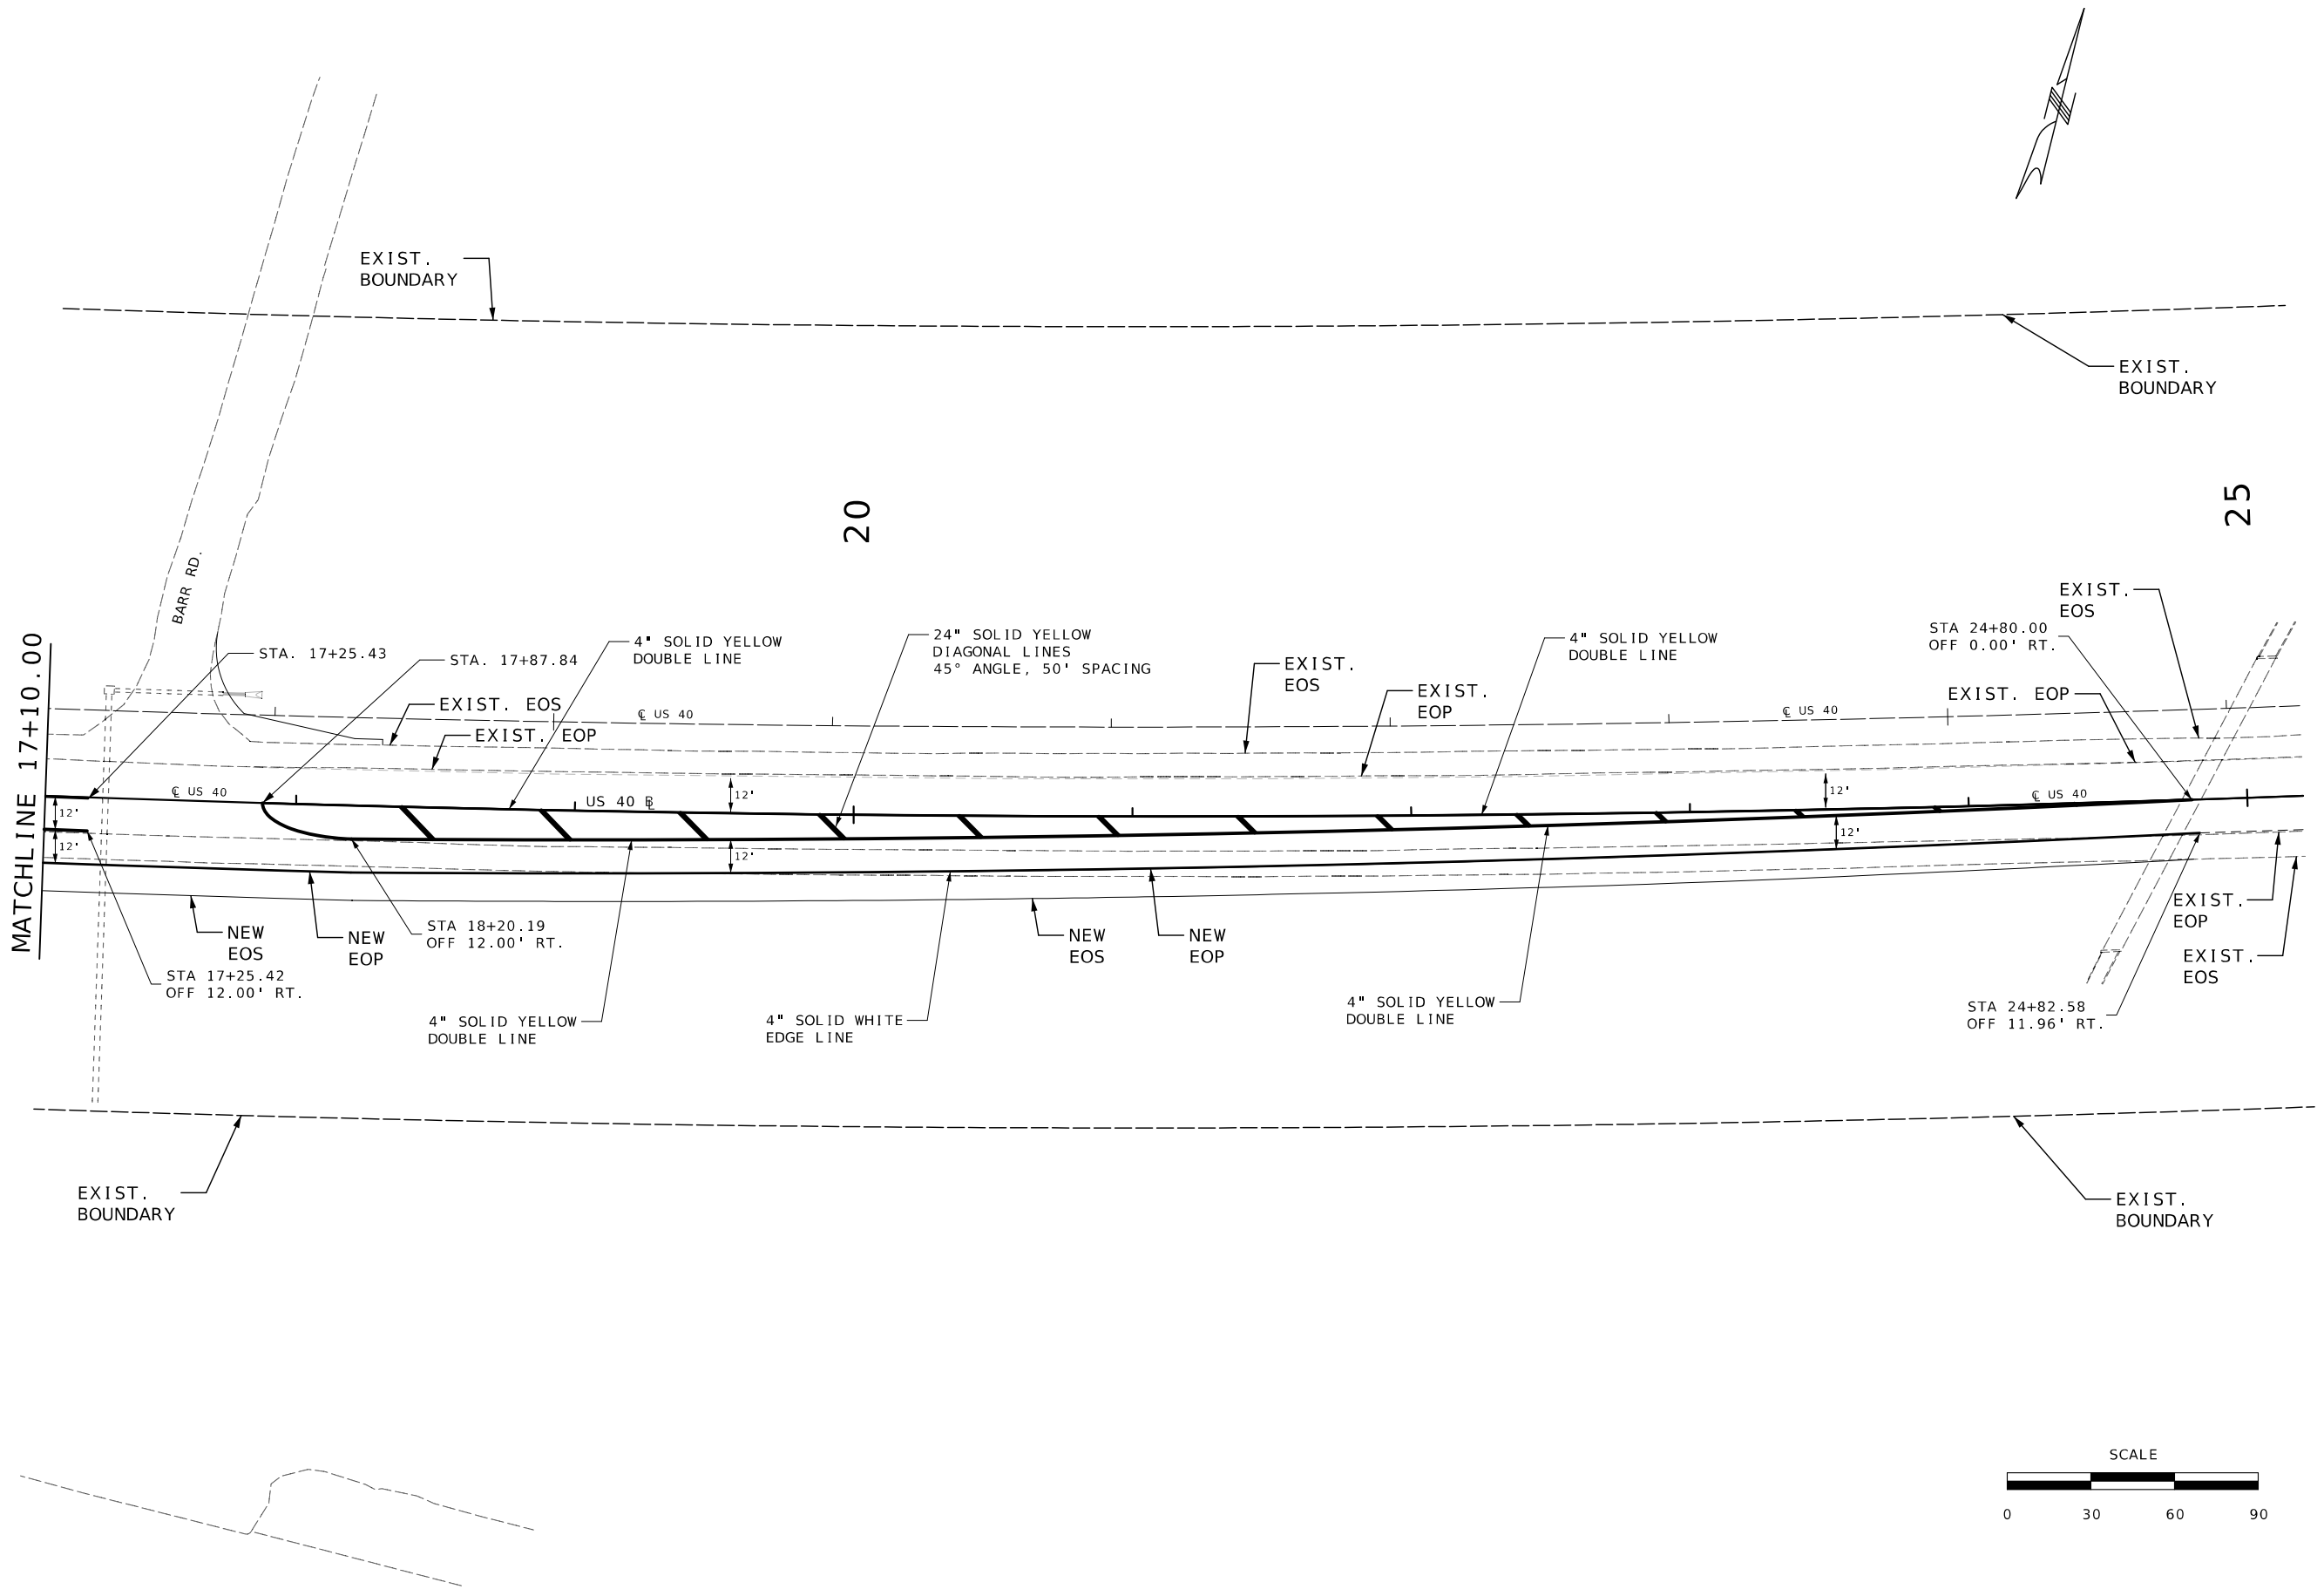 EXIST.
BOUNDARY
EXIST.
BOUNDARY
20
25
BARR RD.
MATCHLINE 17+10.00
STA. 17+25.43
STA. 17+87.84
4" SOLID YELLOW
DOUBLE LINE
24" SOLID YELLOW
DIAGONAL LINES
45° ANGLE, 50' SPACING
EXIST.
EOS
4" SOLID YELLOW
DOUBLE LINE
EXIST.
EOP
STA 24+80.00
OFF 0.00' RT.
EXIST.
EOS
EXIST. EOP
EXIST. EOS
EXIST. EOP
℄ US 40
℄ US 40
℄ US 40
US 40 ℄
℄ US 40
12'
12'
12'
12'
12'
12'
NEW
EOS
NEW
EOP
STA 18+20.19
OFF 12.00' RT.
STA 17+25.42
OFF 12.00' RT.
4" SOLID YELLOW
DOUBLE LINE
4" SOLID WHITE
EDGE LINE
NEW
EOS
NEW
EOP
4" SOLID YELLOW
DOUBLE LINE
EXIST.
EOP
EXIST.
EOS
STA 24+82.58
OFF 11.96' RT.
EXIST.
BOUNDARY
EXIST.
BOUNDARY
SCALE
0 30 60 90
N